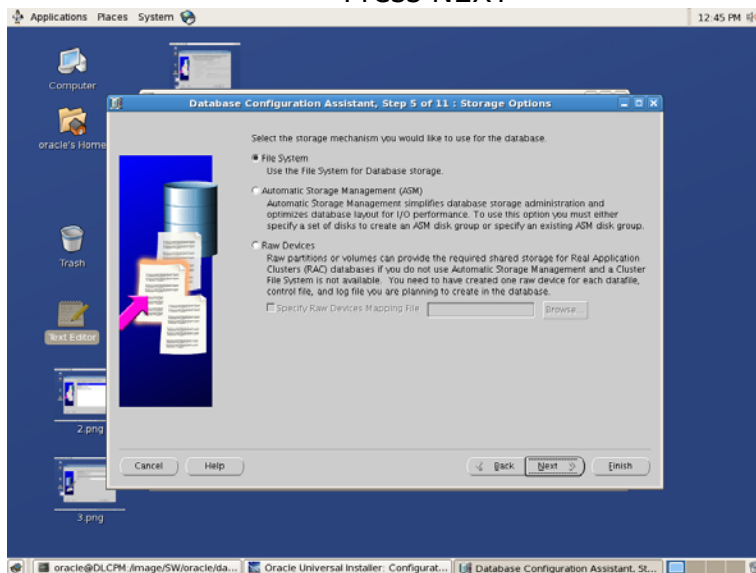 Press NEXT
Applications Places System
12:45 PM
Computer
Database Configuration Assistant, Step 5 of 11 : Storage Options
oracle's Home
Select the storage mechanism you would like to use for the database.
File System
Use the File System for Database storage.
Automatic Storage Management (ASM)
Automatic Storage Management simplifies database storage administration and
optimizes database layout for I/O performance. To use this option you must either
specify a set of disks to create an ASM disk group or specify an existing ASM disk group.
Raw Devices
Raw partitions or volumes can provide the required shared storage for Real Application
Clusters (RAC) databases if you do not use Automatic Storage Management and a Cluster
File System is not available. You need to have created one raw device for each datafile,
control file, and log file you are planning to create in the database.
Specify Raw Devices Mapping File
Browse...
Trash
Text Editor
2.png
Cancel
Help
Back
Next
Finish
3.png
oracle@DLCPM:/image/SW/oracle/da...
Oracle Universal Installer: Configurat...
Database Configuration Assistant, St...